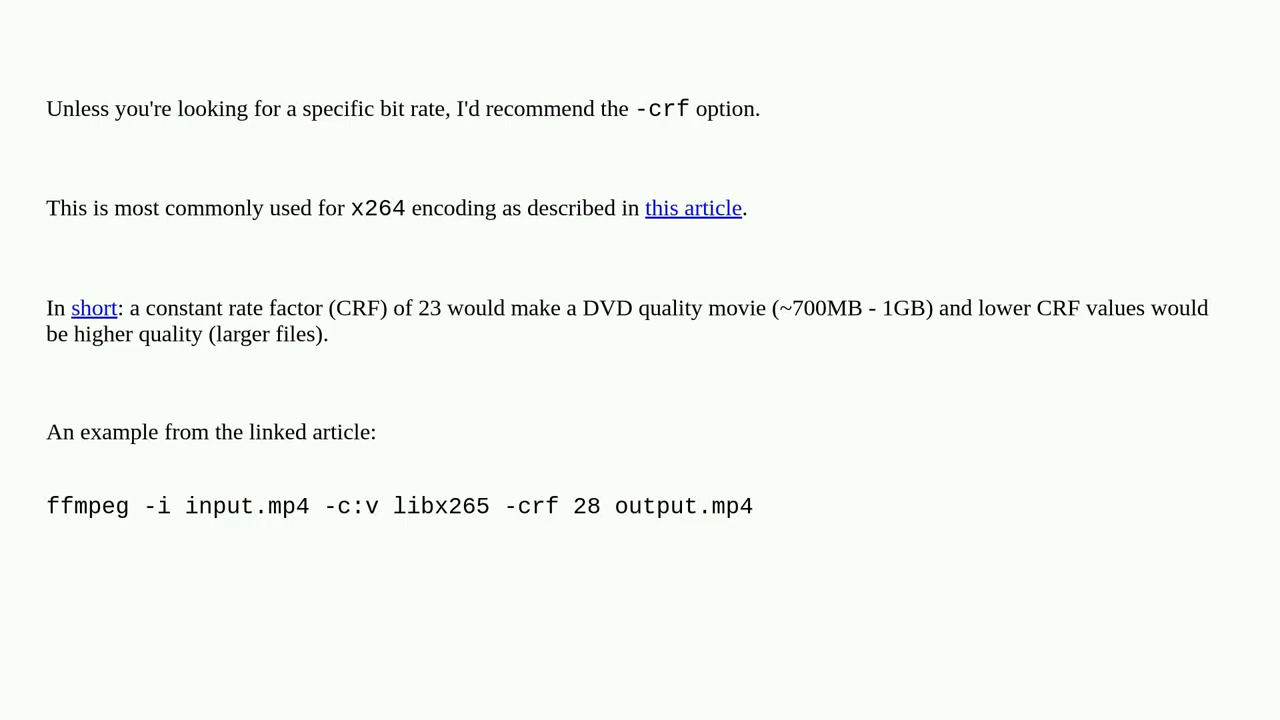 Unless you're looking for a specific bit rate, I'd recommend the -crf option.
This is most commonly used for x264 encoding as described in this article.
In short: a constant rate factor (CRF) of 23 would make a DVD quality movie (~700MB - 1GB) and lower CRF values would
be higher quality (larger files).
An example from the linked article:
ffmpeg -i input.mp4 -c:v libx265 -crf 28 output.mp4